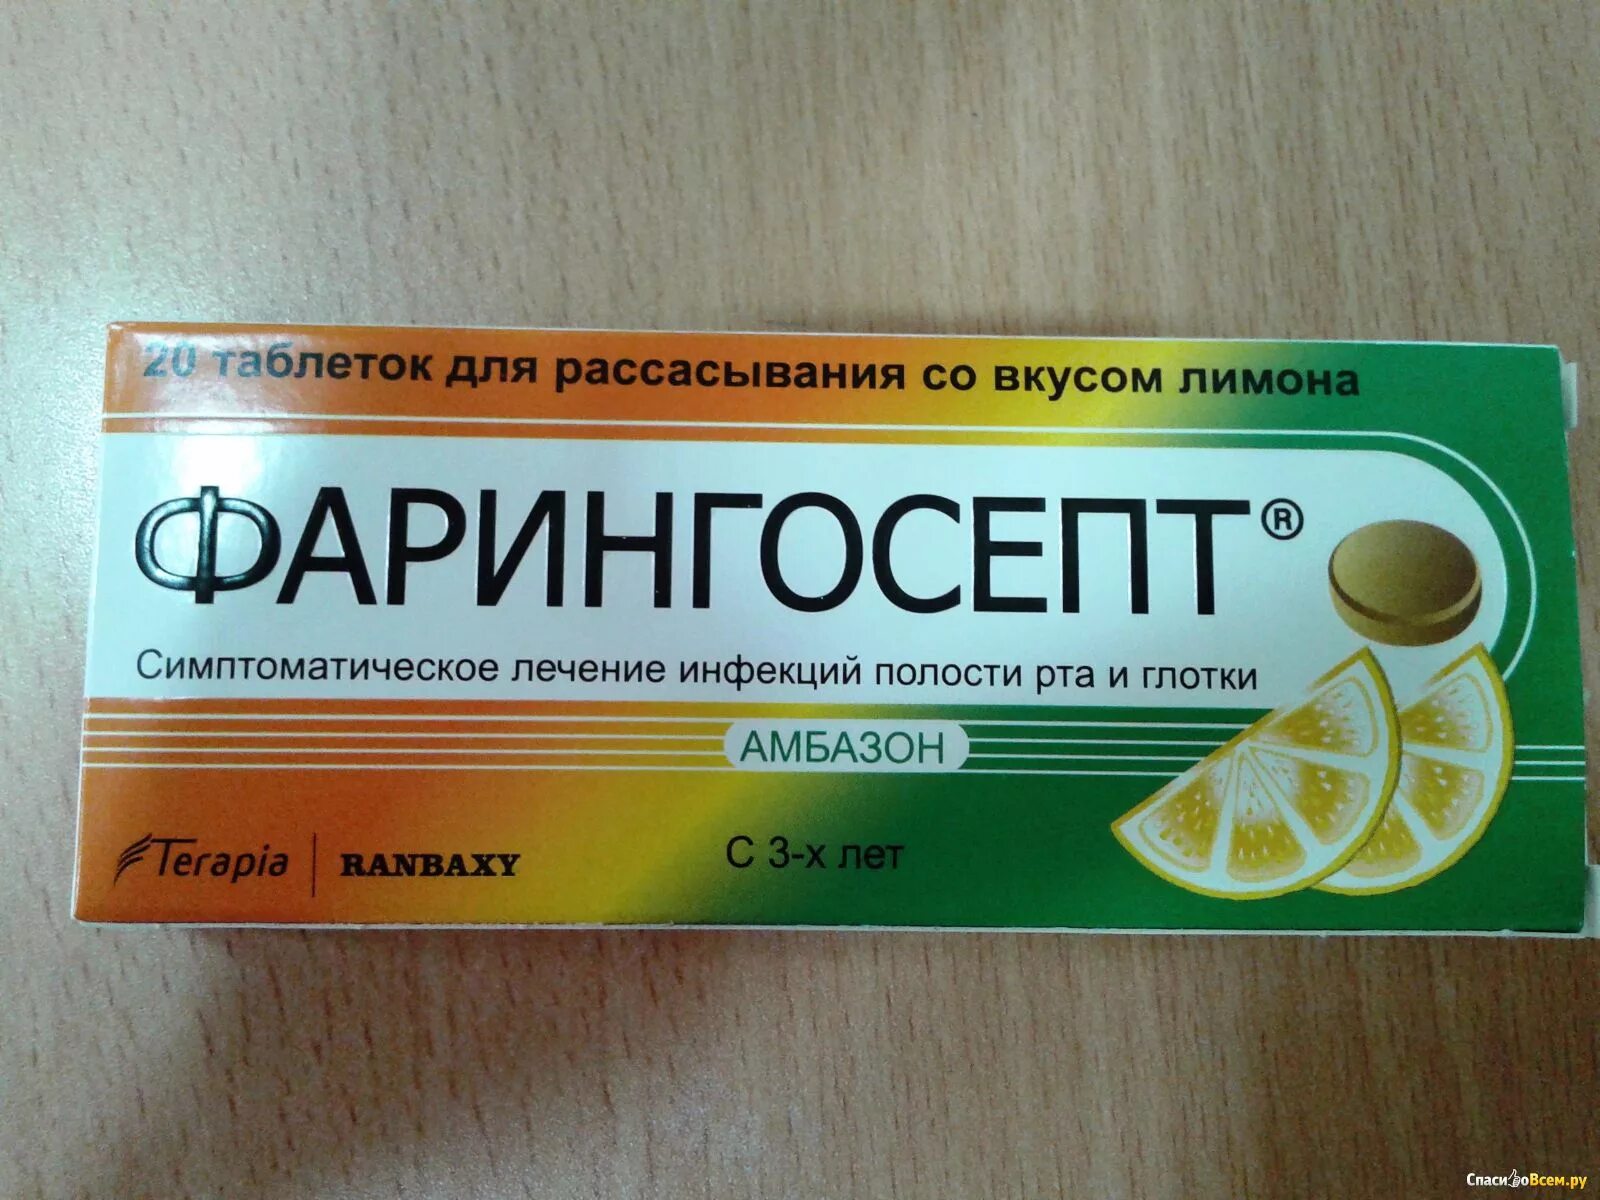 20 таблеток для рассасывания со вкусом лимона
ФАРИНГОСЕПТ®
Симптоматическое лечение инфекций полости рта и глотки
АМБАЗОН
Terapia RANBAXY
С 3-х лет
СпасибоВсем.ру